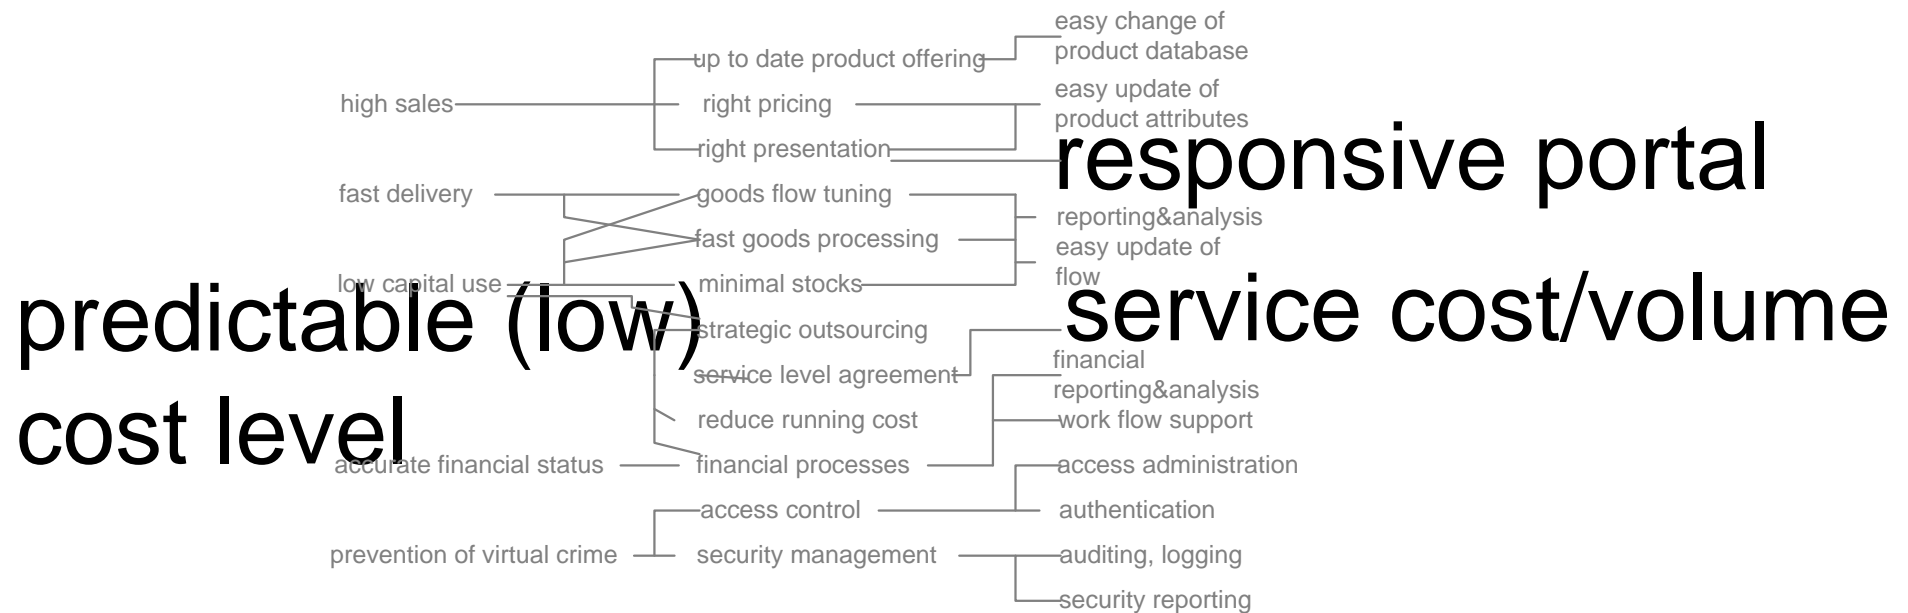 high sales
fast delivery
low capital use
predictable (low)
cost level
accurate financial status
prevention of virtual crime
up to date product offering
right pricing
right presentation
goods flow tuning
fast goods processing
minimal stocks
strategic outsourcing
service level agreement
reduce running cost
financial processes
access control
security management
easy change of
product database
easy update of
product attributes
responsive portal
reporting&analysis
easy update of
flow
service cost/volume
financial
reporting&analysis
work flow support
access administration
authentication
auditing, logging
security reporting